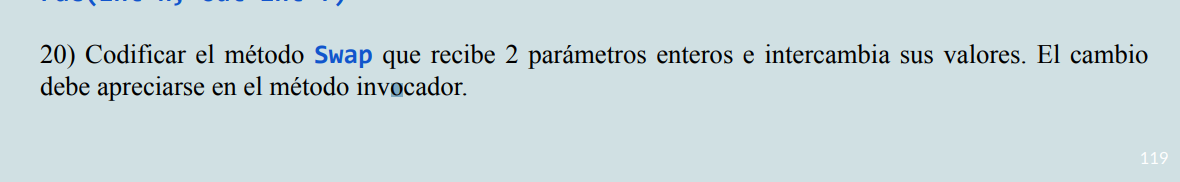 20) Codificar el método Swap que recibe 2 parámetros enteros e intercambia sus valores. El cambio
debe apreciarse en el método invocador.
119